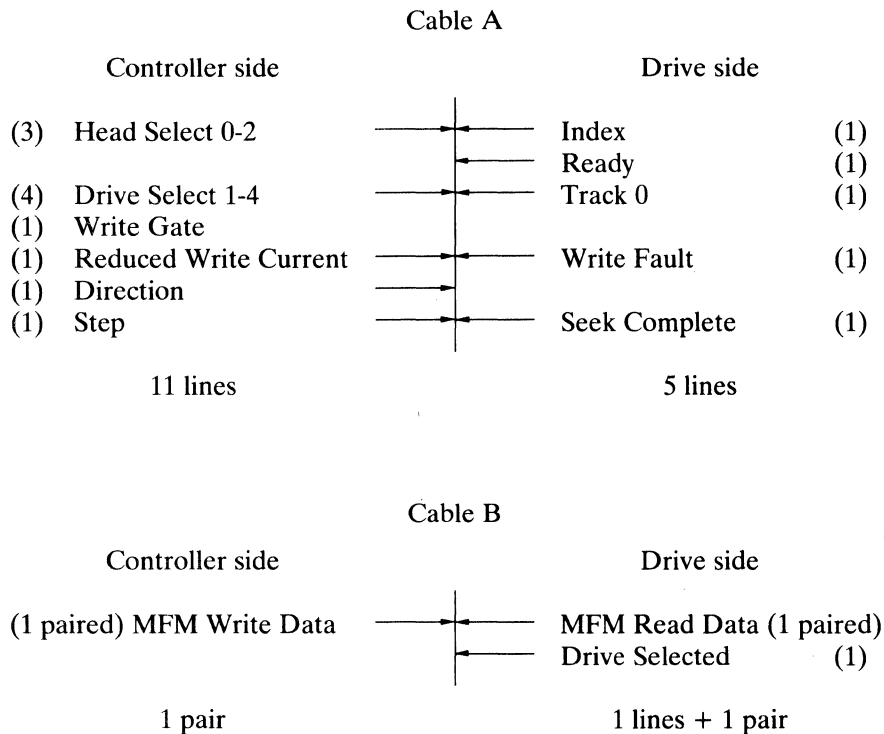 Cable A
Controller side Drive side
(3) Head Select 0-2 Index (1)
Ready (1)
(4) Drive Select 1-4 Track 0 (1)
(1) Write Gate
(1) Reduced Write Current Write Fault (1)
(1) Direction
(1) Step Seek Complete (1)
11 lines 5 lines
Cable B
Controller side Drive side
(1 paired) MFM Write Data MFM Read Data (1 paired)
Drive Selected (1)
1 pair 1 lines + 1 pair